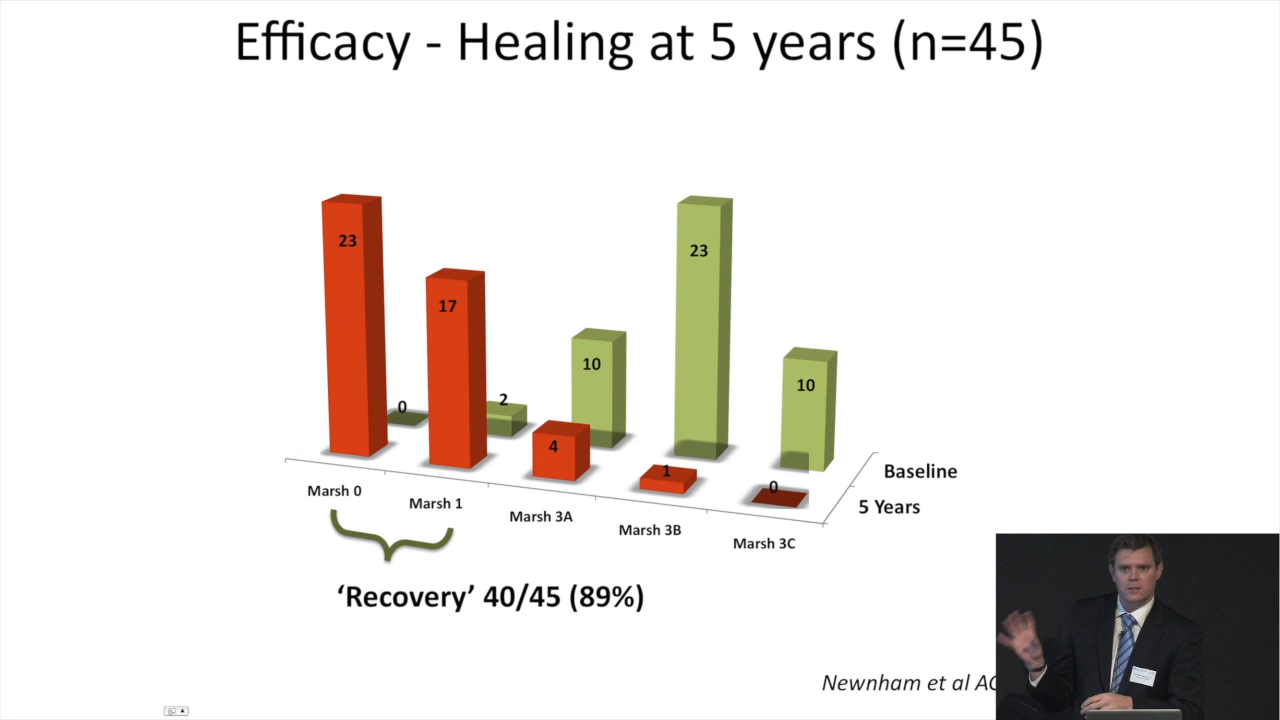 Efficacy - Healing at 5 years (n=45)
23
17
4
1
0
0
2
10
23
10
Baseline
5 Years
Marsh 0
Marsh 1
Marsh 3A
Marsh 3B
Marsh 3C
‘Recovery’ 40/45 (89%)
Newnham et al